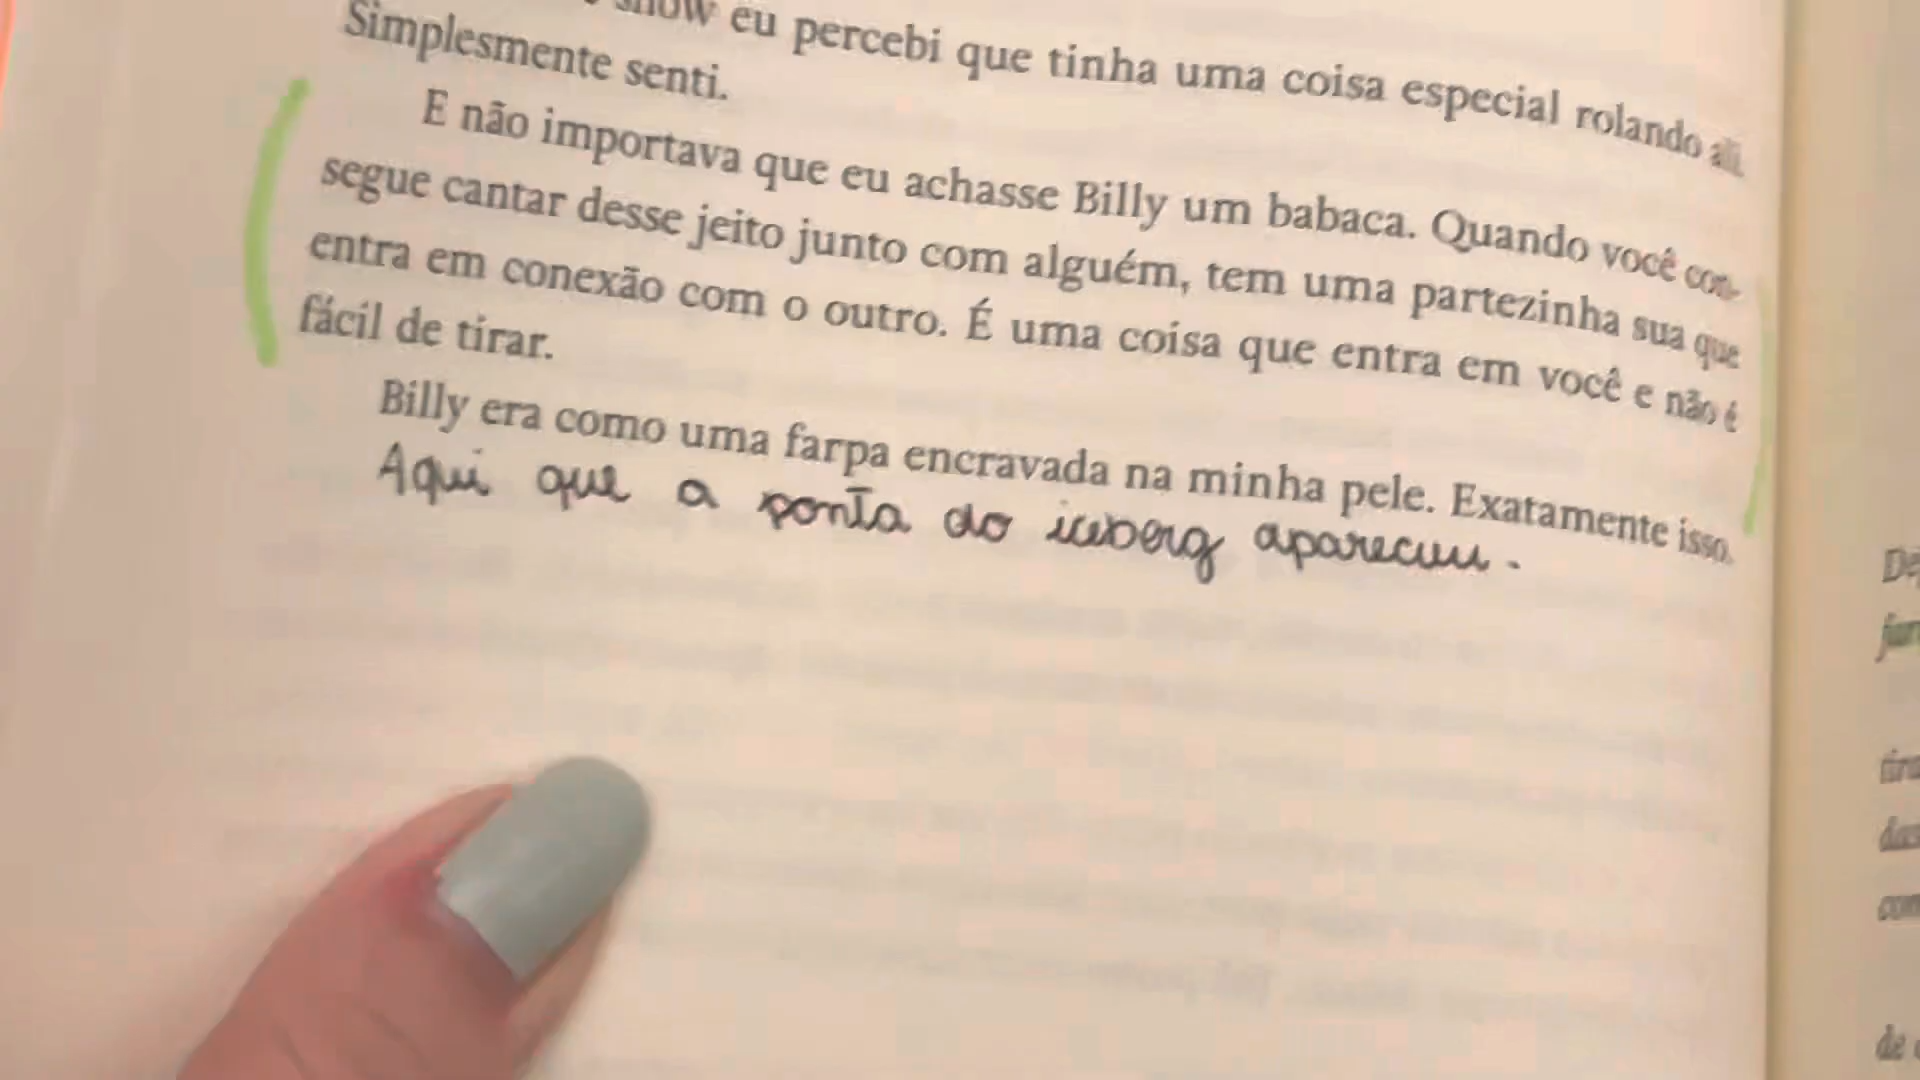 show eu percebi que tinha uma coisa especial rolando ali.
Simplesmente senti.
E não importava que eu achasse Billy um babaca. Quando você con-
segue cantar desse jeito junto com alguém, tem uma partezinha sua que
entra em conexão com o outro. É uma coisa que entra em você e não é
fácil de tirar.
Billy era como uma farpa encravada na minha pele. Exatamente isso.
Aqui que a ponta do iceberg apareceu.
de